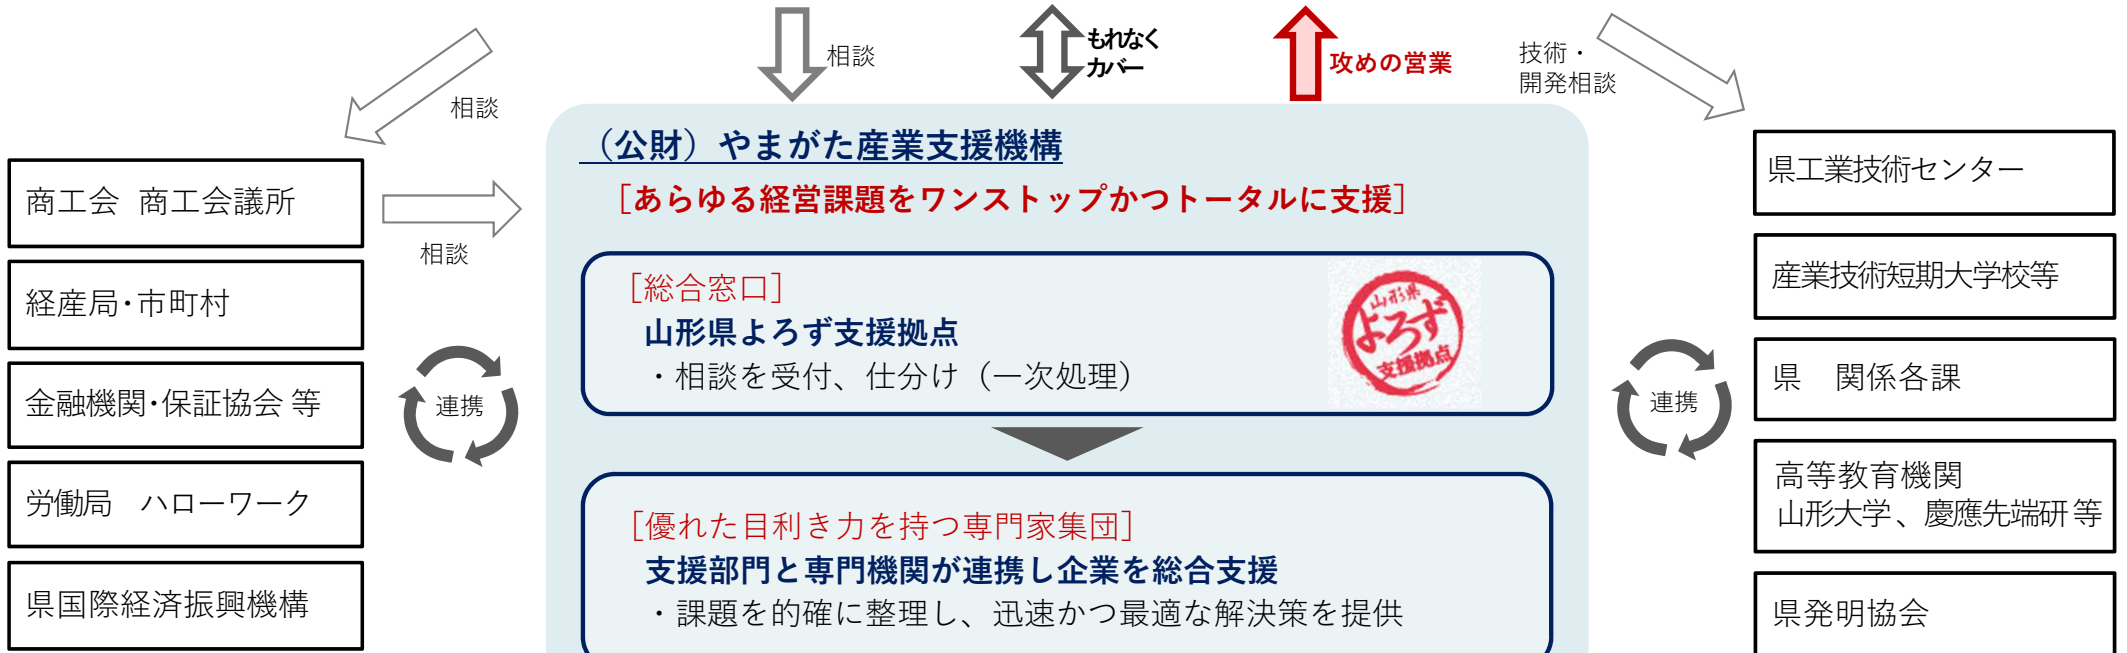 相談
もれなく
カバー
攻めの営業
技術・
開発相談
相談
（公財）やまがた産業支援機構
［あらゆる経営課題をワンストップかつトータルに支援］
商工会 商工会議所
相談
経産局・市町村
金融機関・保証協会 等
労働局 ハローワーク
県国際経済振興機構
連携
［総合窓口］
山形県よろず支援拠点
・相談を受付、仕分け（一次処理）
山形県
よろず
支援拠点
［優れた目利き力を持つ専門家集団］
支援部門と専門機関が連携し企業を総合支援
・課題を的確に整理し、迅速かつ最適な解決策を提供
連携
県工業技術センター
産業技術短期大学校等
県 関係各課
高等教育機関
山形大学、慶應先端研 等
県発明協会